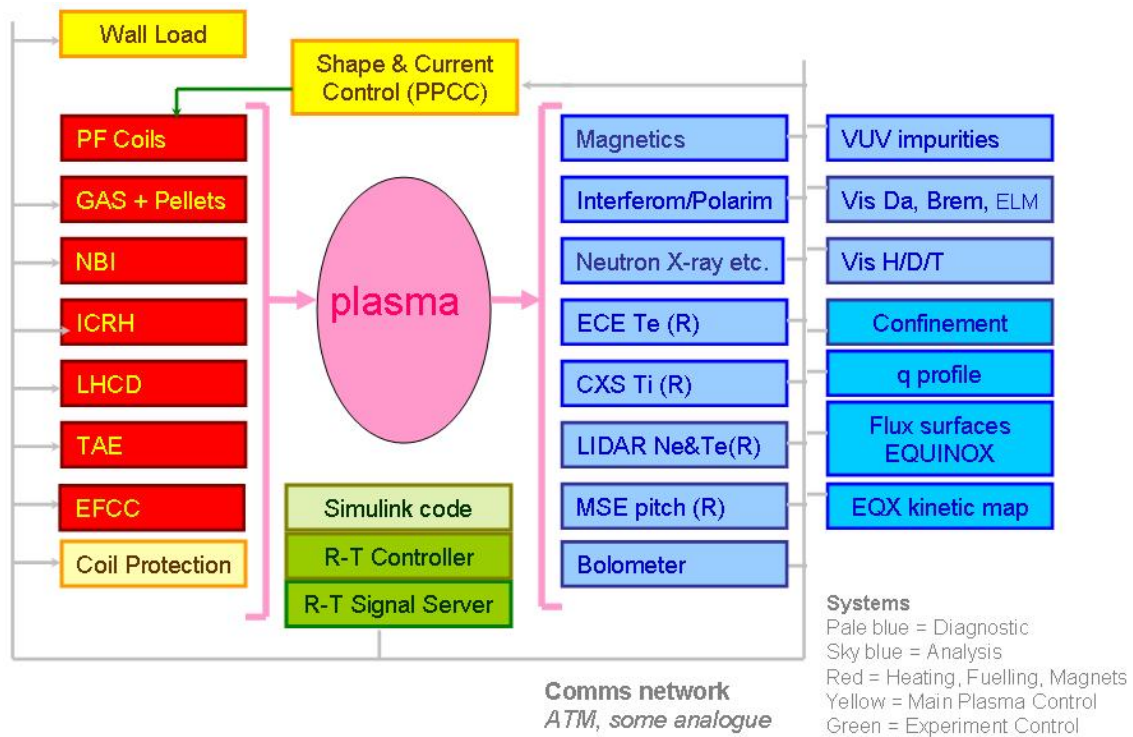 Wall Load
Shape & Current
Control (PPCC)
PF Coils
GAS + Pellets
NBI
ICRH
LHCD
TAE
EFCC
Coil Protection
plasma
Simulink code
R-T Controller
R-T Signal Server
Magnetics
Interferom/Polarim
Neutron X-ray etc.
ECE Te (R)
CXS Ti (R)
LIDAR Ne&Te(R)
MSE pitch (R)
Bolometer
VUV impurities
Vis Da, Brem, ELM
Vis H/D/T
Confinement
q profile
Flux surfaces
EQUINOX
EQX kinetic map
Systems
Pale blue = Diagnostic
Sky blue = Analysis
Red = Heating, Fuelling, Magnets
Yellow = Main Plasma Control
Green = Experiment Control
Comms network
ATM, some analogue